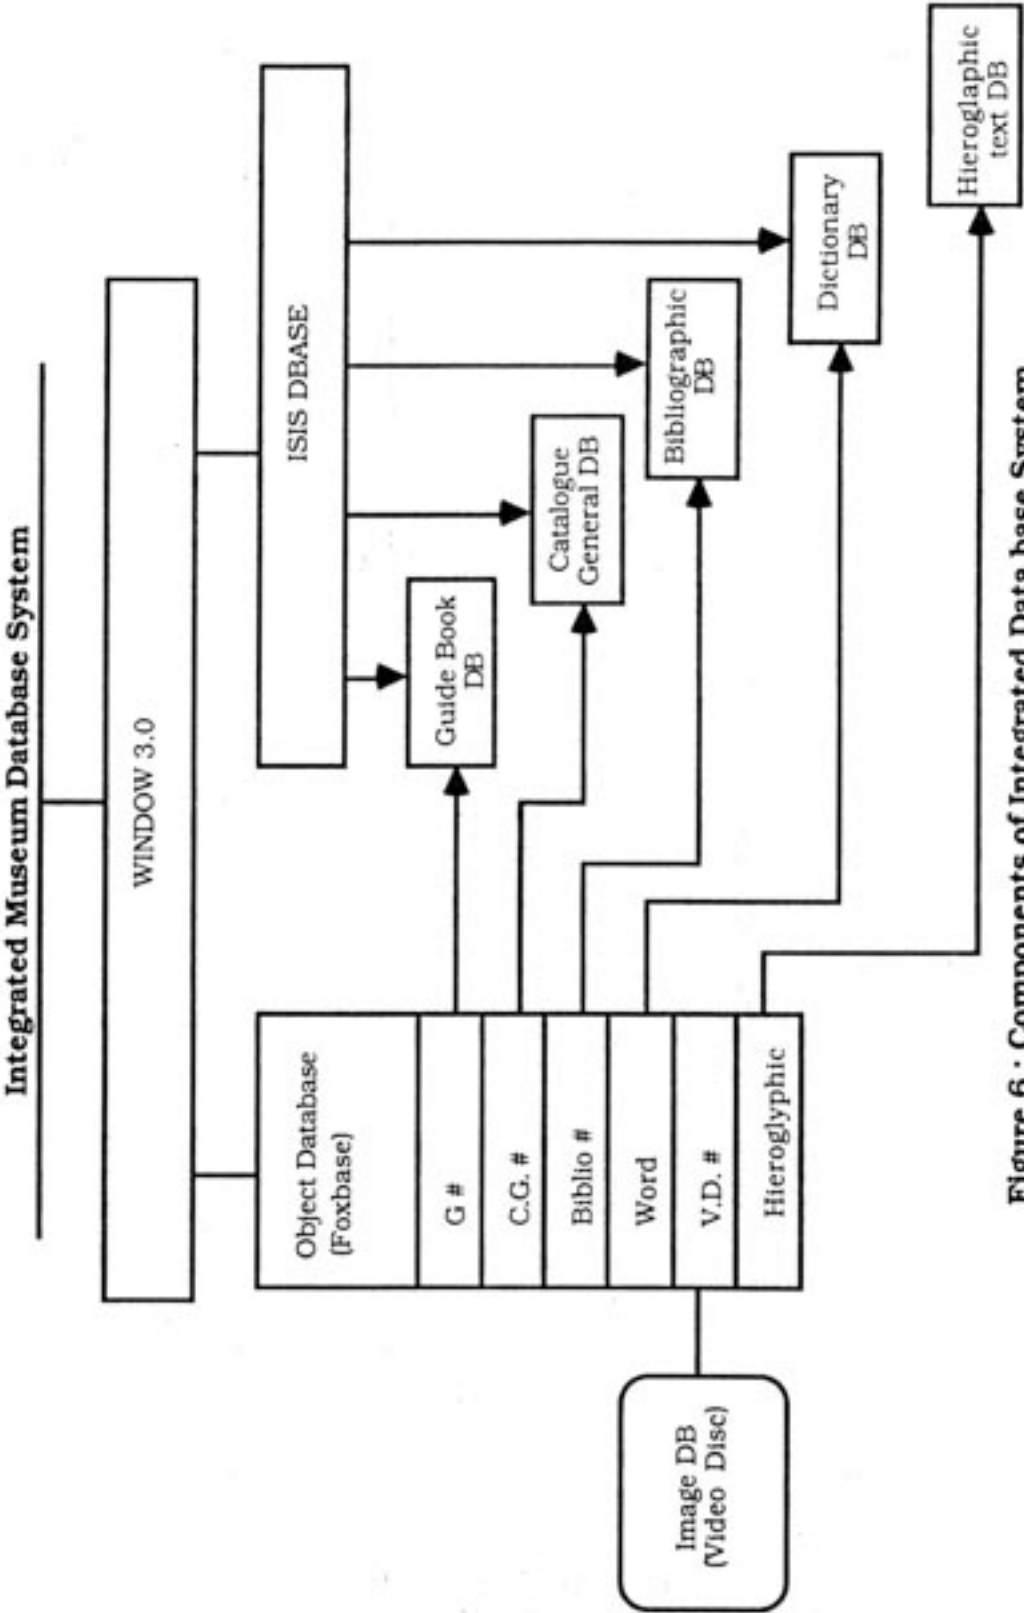 Integrated Museum Database System
WINDOW 3.0
Object Database
(Foxbase)
G #
C.G. #
Biblio #
Word
V.D. #
Hieroglyphic
Image DB
(Video Disc)
ISIS DBASE
Guide Book
DB
Catalogue
General DB
Bibliographic
DB
Dictionary
DB
Hieroglaphic
text DB
Figure 6 : Components of Integrated Data base System